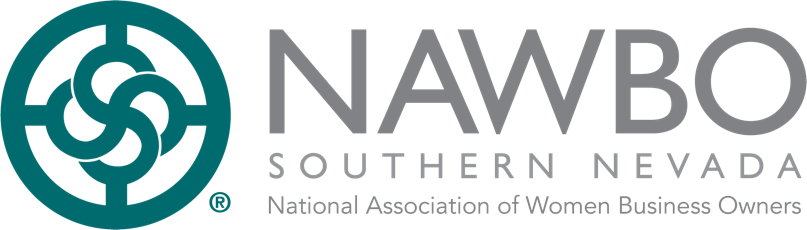 NAWBO
SOUTHERN NEVADA
®
National Association of Women Business Owners